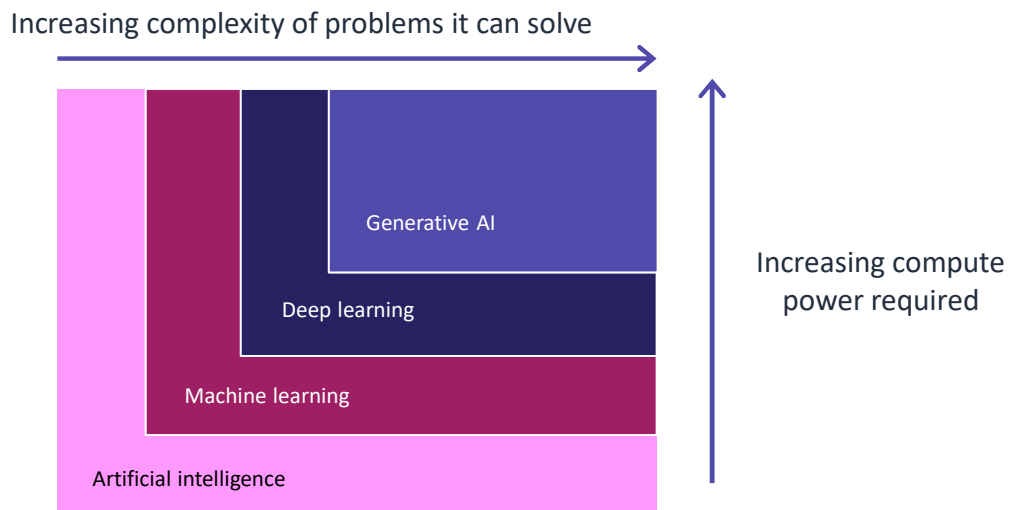 Increasing complexity of problems it can solve
Generative AI
Increasing compute
power required
Deep learning
Machine learning
Artificial intelligence